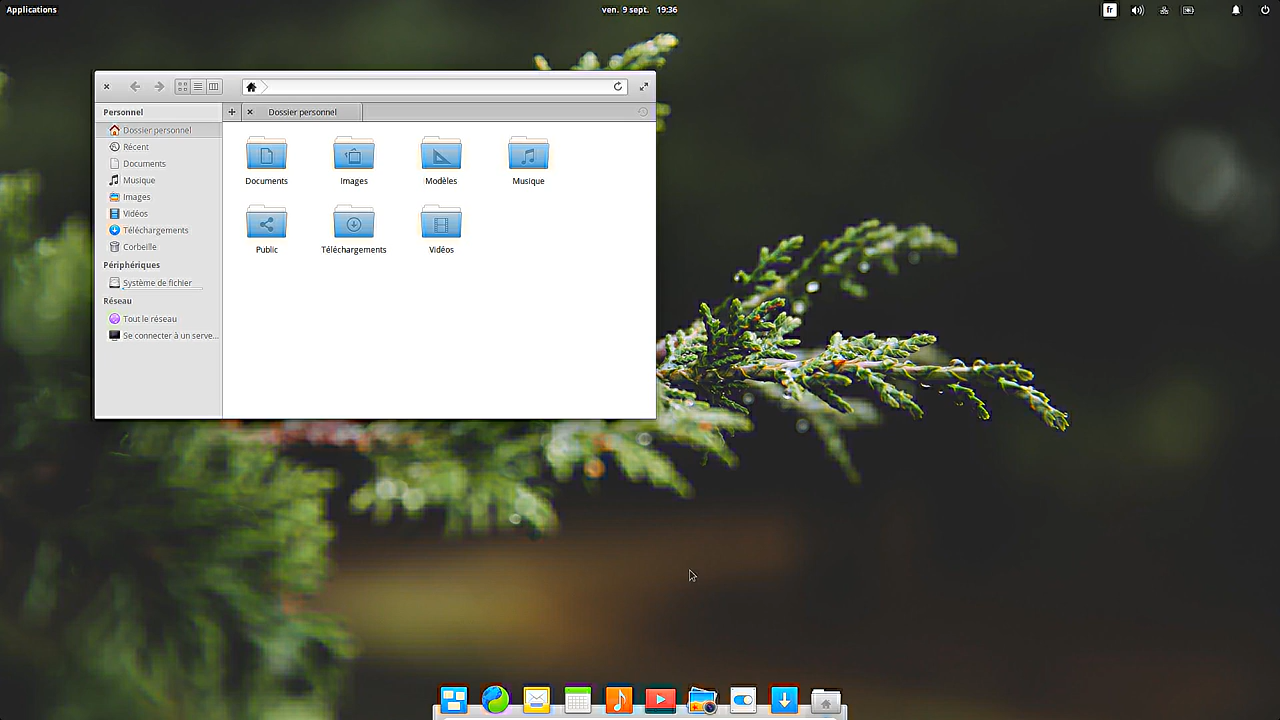 Applications
ven. 9 sept. 19:36
fr
Personnel
Dossier personnel
Dossier personnel
Récent
Documents
Musique
Images
Vidéos
Téléchargements
Corbeille
Périphériques
Système de fichier
Réseau
Tout le réseau
Se connecter à un serve...
Documents
Images
Modèles
Musique
Public
Téléchargements
Vidéos